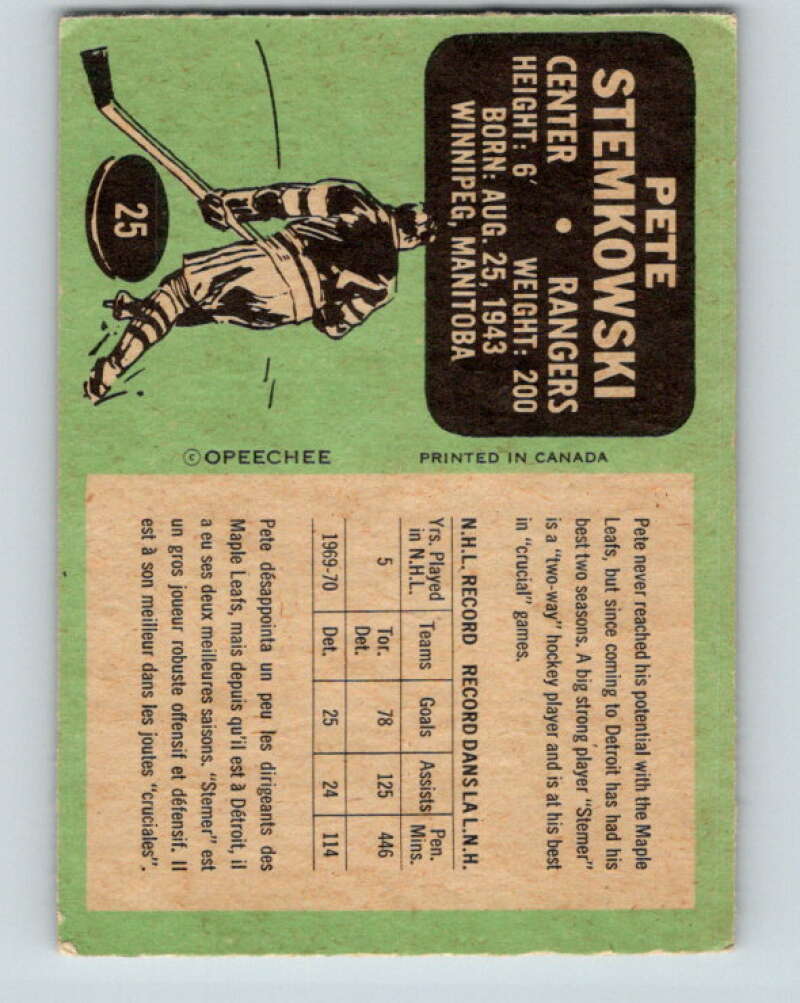 PETE
STEMKOWSKI
CENTER • RANGERS
HEIGHT: 6' WEIGHT: 200
BORN: AUG. 25, 1943
WINNIPEG, MANITOBA
25
7
© OPEECHEE
PRINTED IN CANADA
Pete never reached his potential with the Maple
Leafs, but since coming to Detroit has had his
best two seasons. A big strong player "Stemer"
is a "two-way" hockey player and is at his best
in "crucial" games.
N.H.L. RECORD RECORD DANS LA L.N.H.
Yrs. Played in N.H.L. Teams Goals Assists Pen. Mins.
5 Tor. Det. 78 125 446
1969-70 Det. 25 24 114
Pete désappointa un peu les dirigeants des
Maple Leafs, mais depuis qu'il est à Détroit, il
a eu ses deux meilleures saisons. "Stemer" est
un gros joueur robuste offensif et défensif. Il
est à son meilleur dans les joutes "cruciales".